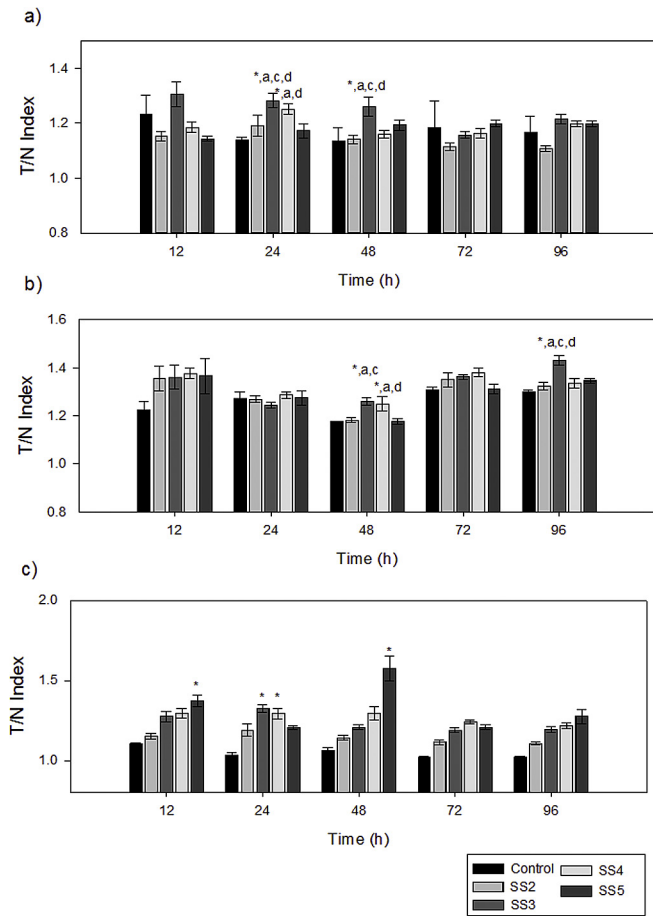 a)
T/N Index
1.4
1.2
1.0
0.8
*,a,c,d
*,a,d
*,a,c,d
12 24 48 72 96
Time (h)
b)
T/N Index
1.6
1.4
1.2
1.0
0.8
*,a,c
*,a,d
*,a,c,d
12 24 48 72 96
Time (h)
c)
T/N Index
2.0
1.5
1.0
*
* *
*
12 24 48 72 96
Time (h)
Control
SS2
SS3
SS4
SS5